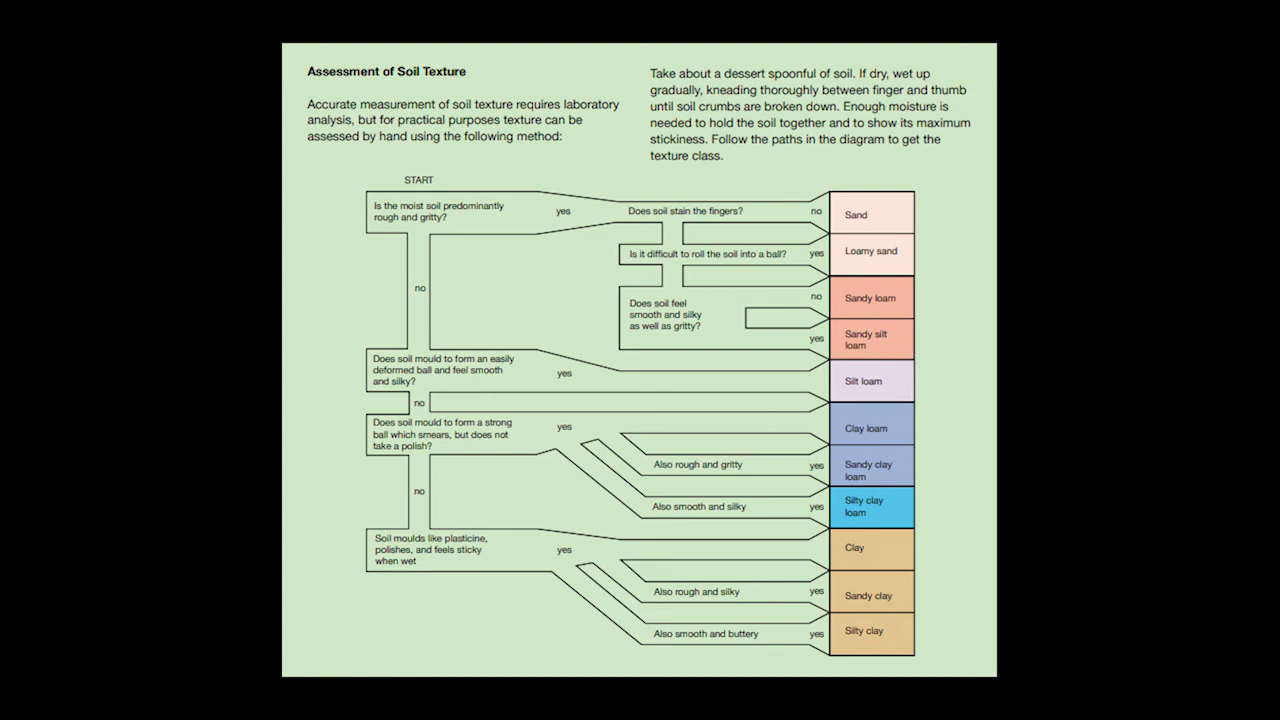 Assessment of Soil Texture
Accurate measurement of soil texture requires laboratory
analysis, but for practical purposes texture can be
assessed by hand using the following method:
Take about a dessert spoonful of soil. If dry, wet up
gradually, kneading thoroughly between finger and thumb
until soil crumbs are broken down. Enough moisture is
needed to hold the soil together and to show its maximum
stickiness. Follow the paths in the diagram to get the
texture class.
START
Is the moist soil predominantly
rough and gritty?
yes
Does soil stain the fingers?
no
Sand
Is it difficult to roll the soil into a ball?
yes
Loamy sand
no
Does soil feel
smooth and silky
as well as gritty?
no
Sandy loam
yes
Sandy silt
loam
Does soil mould to form an easily
deformed ball and feel smooth
and silky?
yes
Silt loam
no
Does soil mould to form a strong
ball which smears, but does not
take a polish?
yes
Clay loam
Also rough and gritty
yes
Sandy clay
loam
no
Also smooth and silky
yes
Silty clay
loam
Soil moulds like plasticine,
polishes, and feels sticky
when wet
yes
Clay
Also rough and silky
yes
Sandy clay
Also smooth and buttery
yes
Silty clay